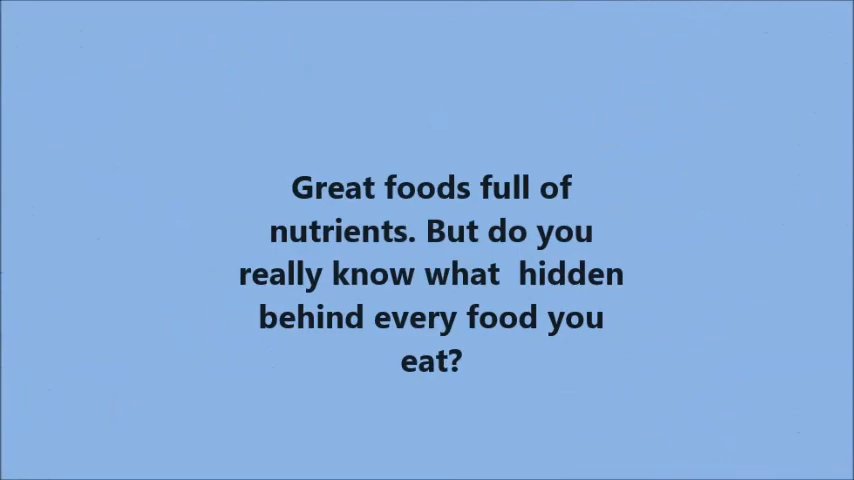 Great foods full of
nutrients. But do you
really know what  hidden
behind every food you
eat?